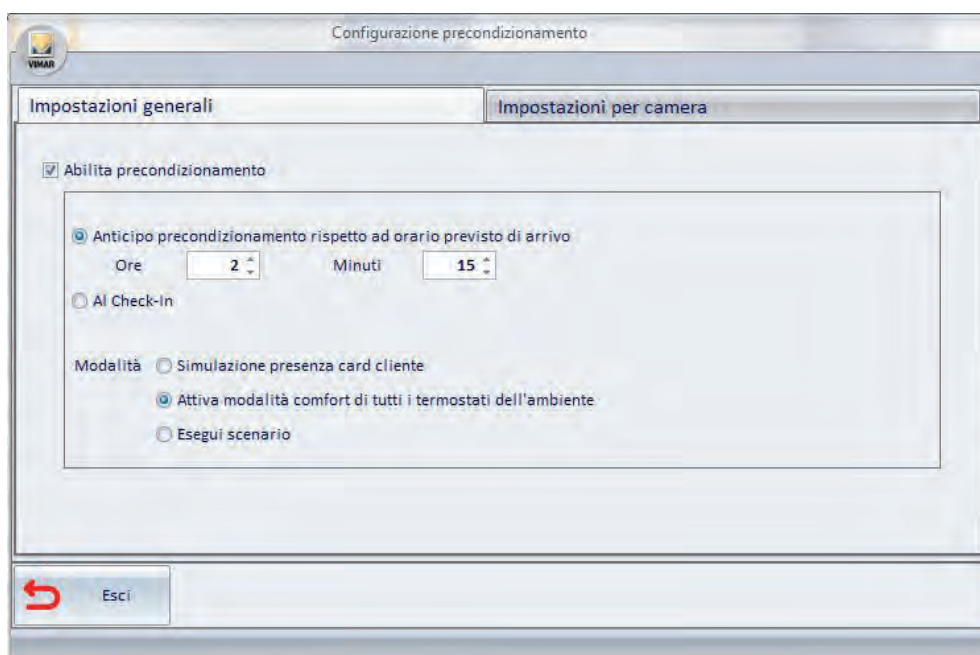 Configurazione precondizionamento
VIMAR
Impostazioni generali Impostazioni per camera
Abilita precondizionamento
Anticipo precondizionamento rispetto ad orario previsto di arrivo
Ore 2 Minuti 15
Al Check-In
Modalità Simulazione presenza card cliente
Attiva modalità comfort di tutti i termostati dell'ambiente
Esegui scenario
Esci